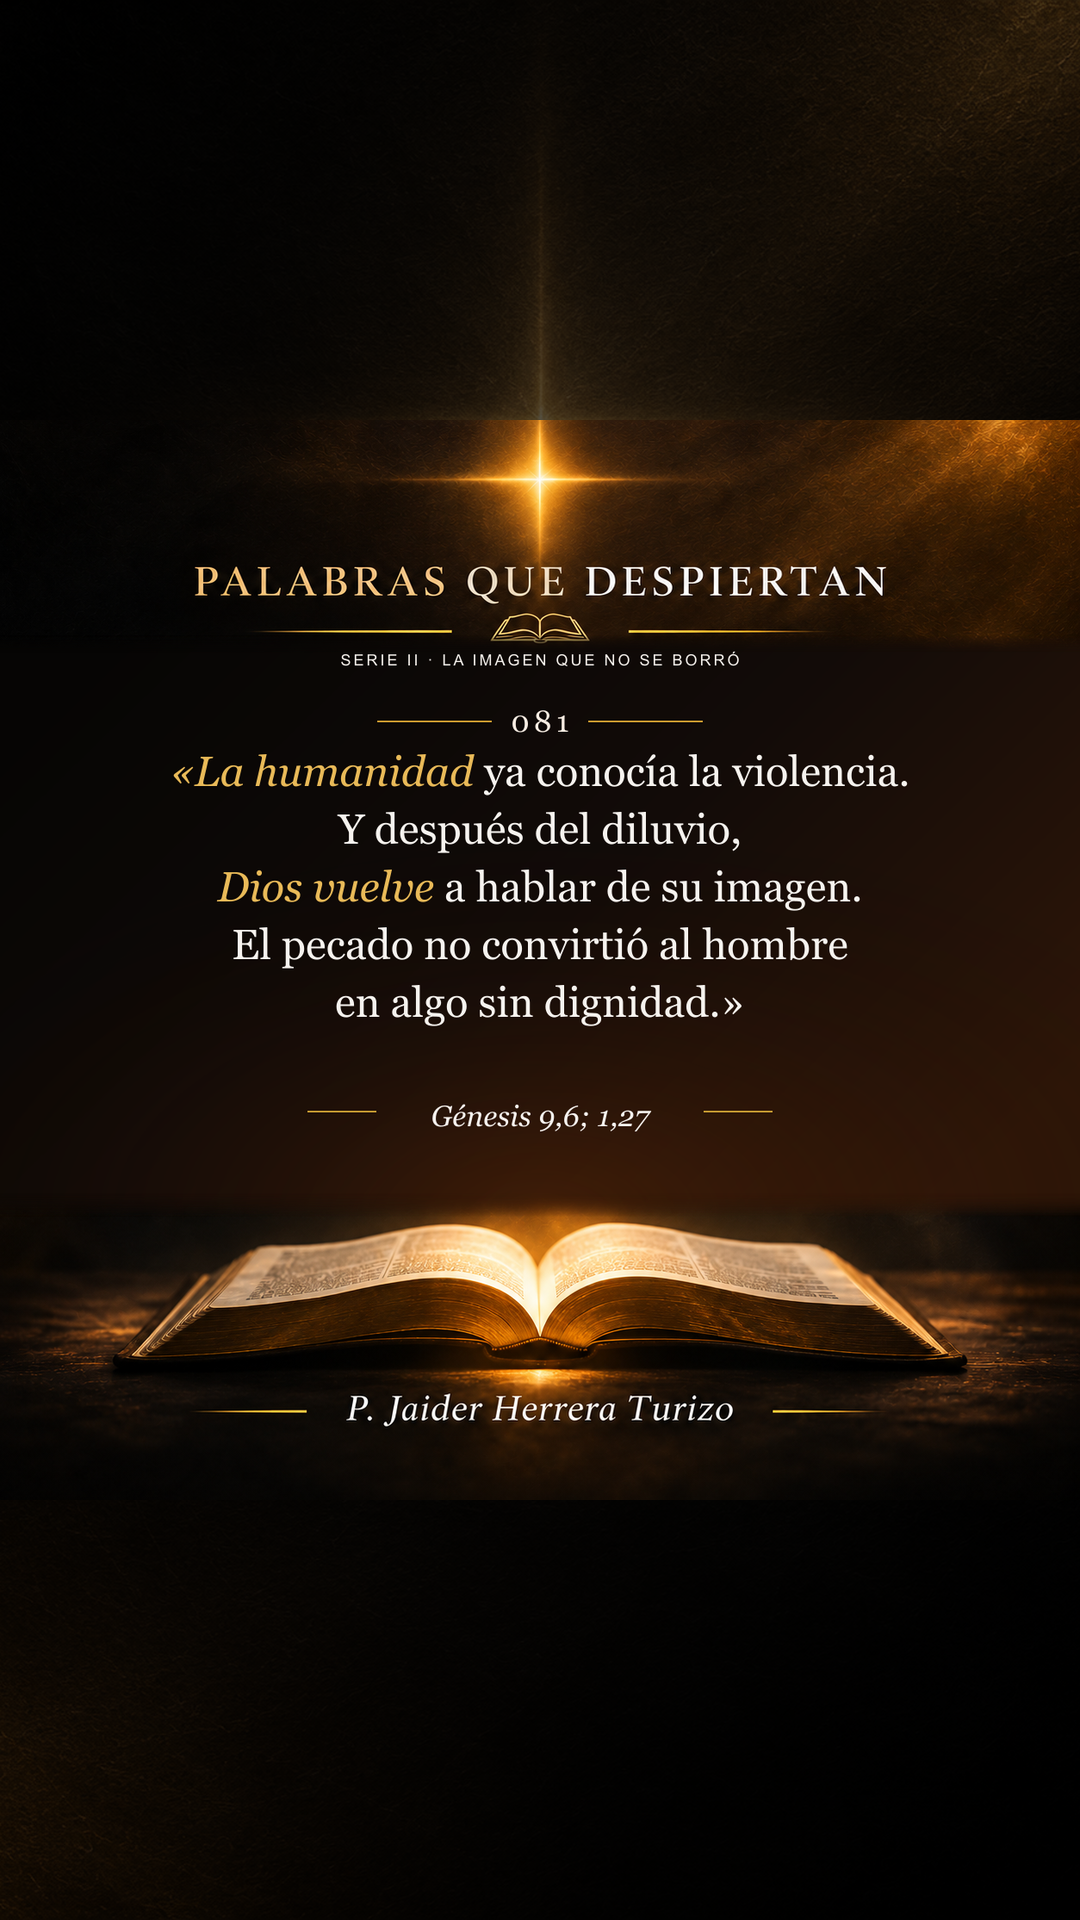 PALABRAS QUE DESPIERTAN
SERIE II · LA IMAGEN QUE NO SE BORRÓ
081
«La humanidad ya conocía la violencia.
Y después del diluvio,
Dios vuelve a hablar de su imagen.
El pecado no convirtió al hombre
en algo sin dignidad.»
Génesis 9,6; 1,27
P. Jaider Herrera Turizo